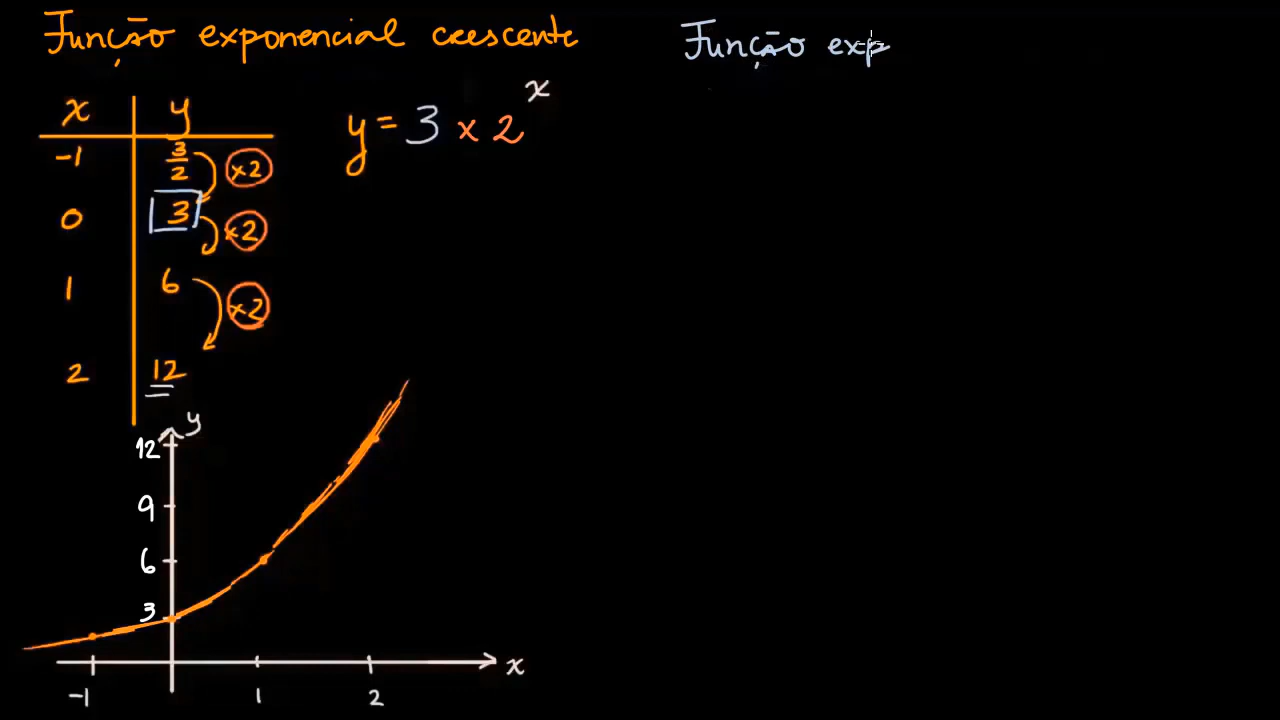 Função exponencial crescente
Função exp
x y
y = 3 x 2^x
-1 3/2 x2
0 3 x2
1 6 x2
2 12
y
12
9
6
3
x
-1 1 2